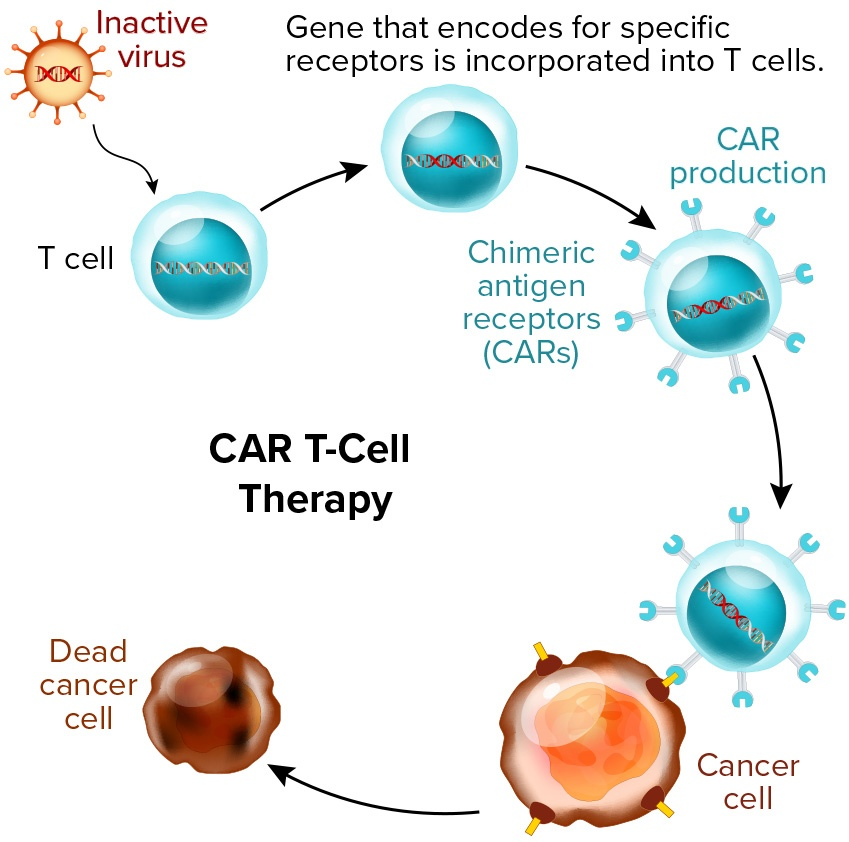 Inactive
virus
Gene that encodes for specific
receptors is incorporated into T cells.
CAR
production
T cell
Chimeric
antigen
receptors
(CARs)
CAR T-Cell
Therapy
Dead
cancer
cell
Cancer
cell